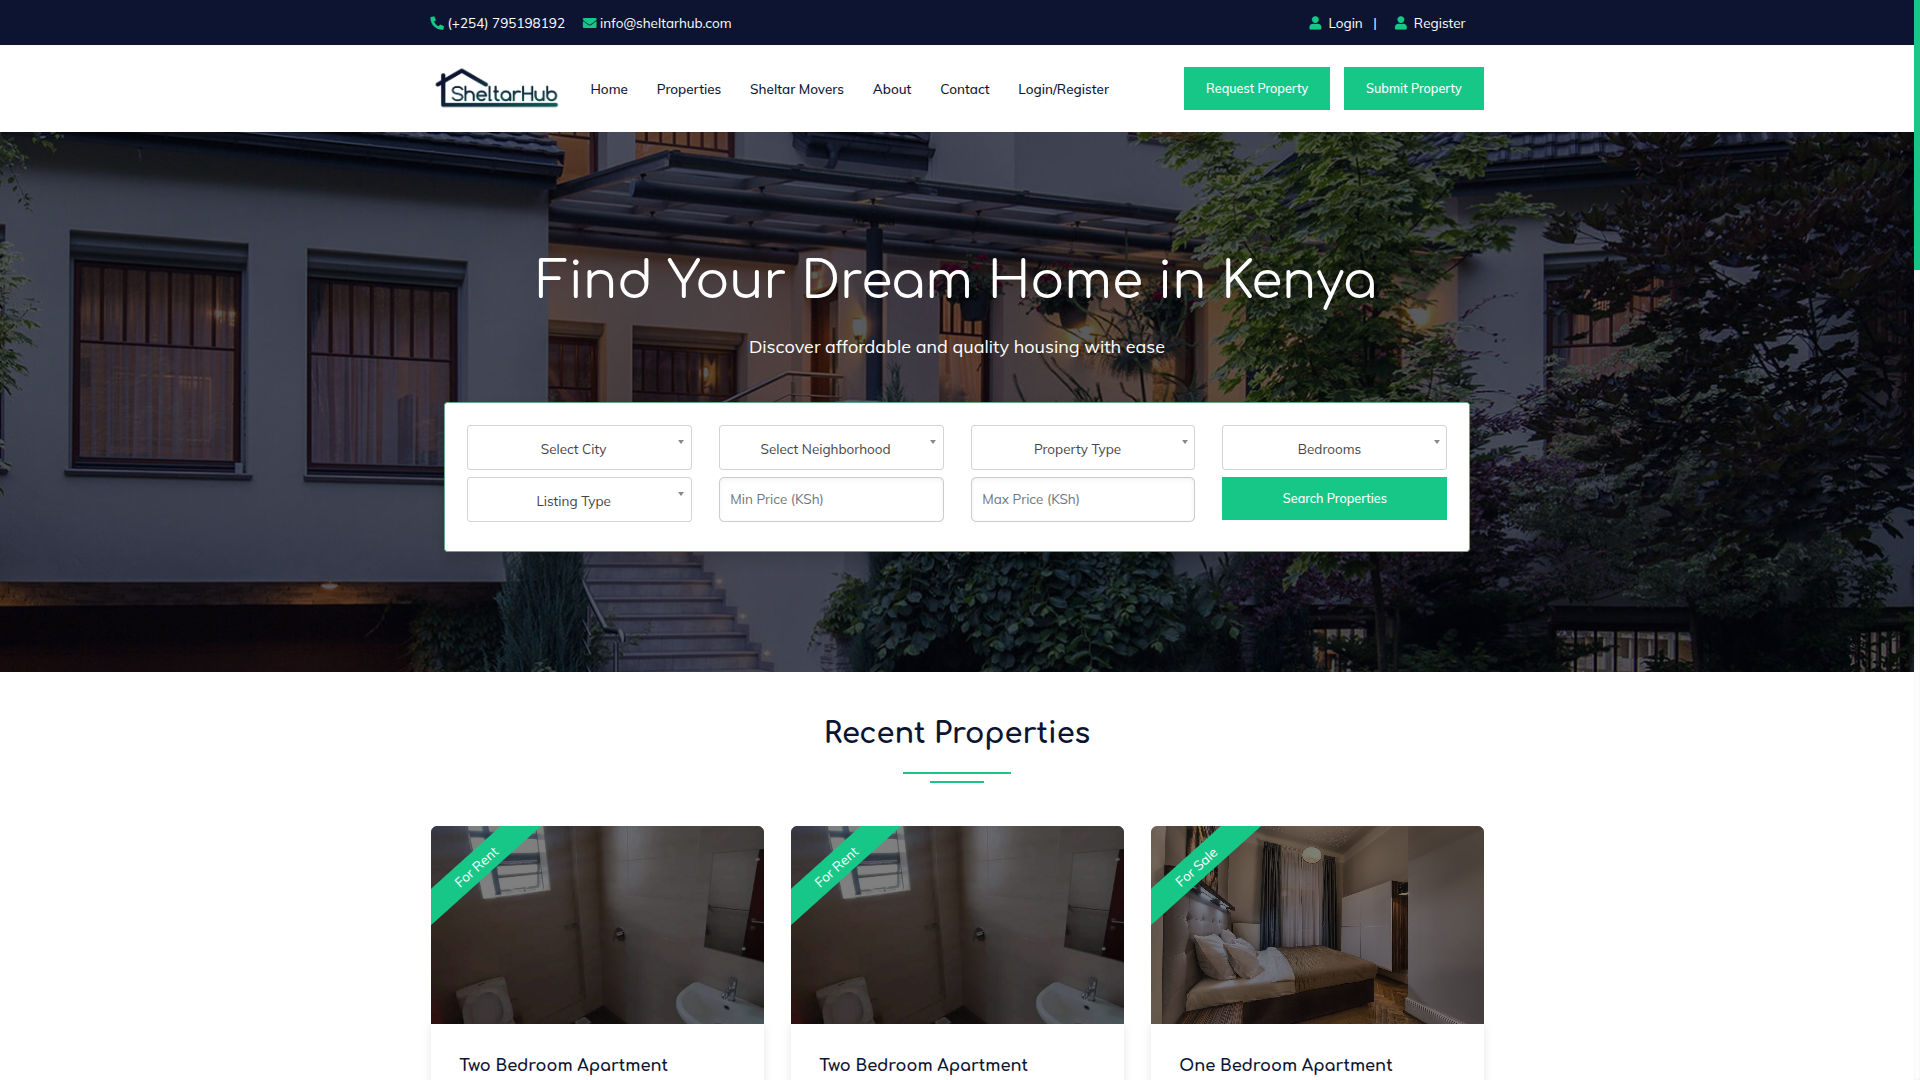 (+254) 795198192 info@sheltarhub.com Login | Register
SheltarHub Home Properties Sheltar Movers About Contact Login/Register Request Property Submit Property
Find Your Dream Home in Kenya
Discover affordable and quality housing with ease
Select City Select Neighborhood Property Type Bedrooms
Listing Type Min Price (KSh) Max Price (KSh) Search Properties
Recent Properties
For Rent For Rent For Sale
Two Bedroom Apartment Two Bedroom Apartment One Bedroom Apartment